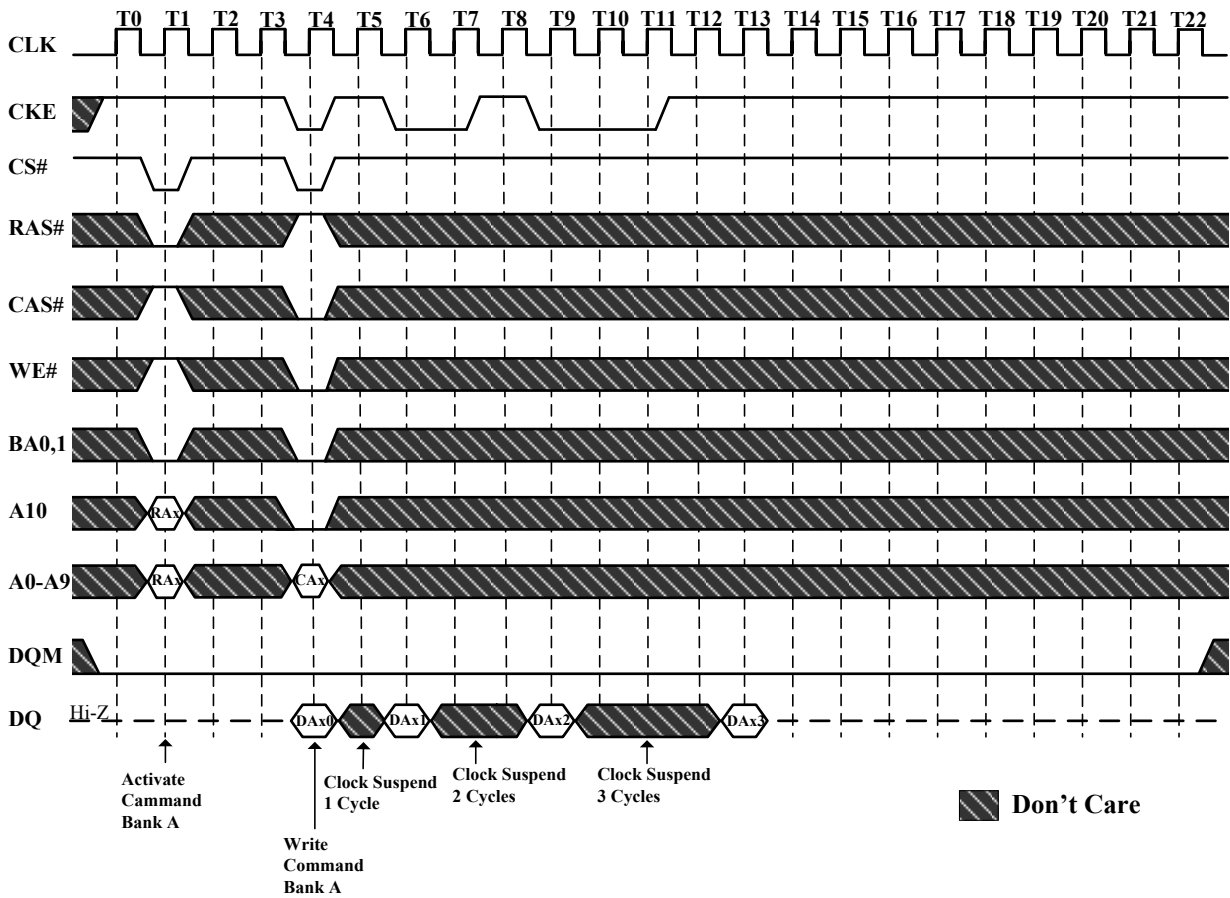 T0 T1 T2 T3 T4 T5 T6 T7 T8 T9 T10 T11 T12 T13 T14 T15 T16 T17 T18 T19 T20 T21 T22
CLK
CKE
CS#
RAS#
CAS#
WE#
BA0,1
A10 RAx
A0-A9 RAx CAx
DQM
DQ Hi-Z DAx0 DAx1 DAx2 DAx3
Activate
Cammand
Bank A
Write
Command
Bank A
Clock Suspend
1 Cycle
Clock Suspend
2 Cycles
Clock Suspend
3 Cycles
Don't Care